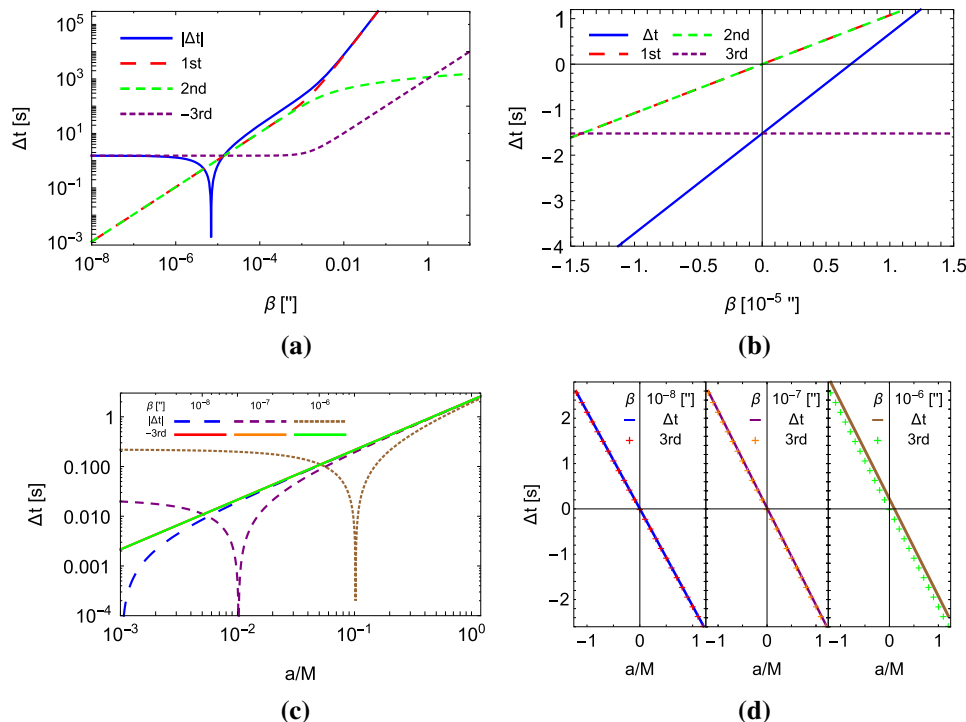 10^5
10^3
10^1
10^-1
10^-3
Δt [s]
|Δt|
1st
2nd
−3rd
10^-8 10^-6 10^-4 0.01 1
β ["]
(a)
1
0
−1
−2
−3
−4
Δt [s]
Δt 2nd
1st 3rd
−1.5 −1. 0.5 0. 0.5 1. 1.5
β [10^-5 "]
(b)
β ["] 10^-8 10^-7 10^-6
|Δt|
−3rd
1
0.100
0.010
0.001
10^-4
Δt [s]
10^-3 10^-2 10^-1 10^0
a/M
(c)
2
1
0
−1
−2
Δt [s]
β 10^-8 ["] β 10^-7 ["] β 10^-6 ["]
Δt Δt Δt
3rd 3rd 3rd
−1 0 1 −1 0 1 −1 0 1
a/M a/M a/M
(d)